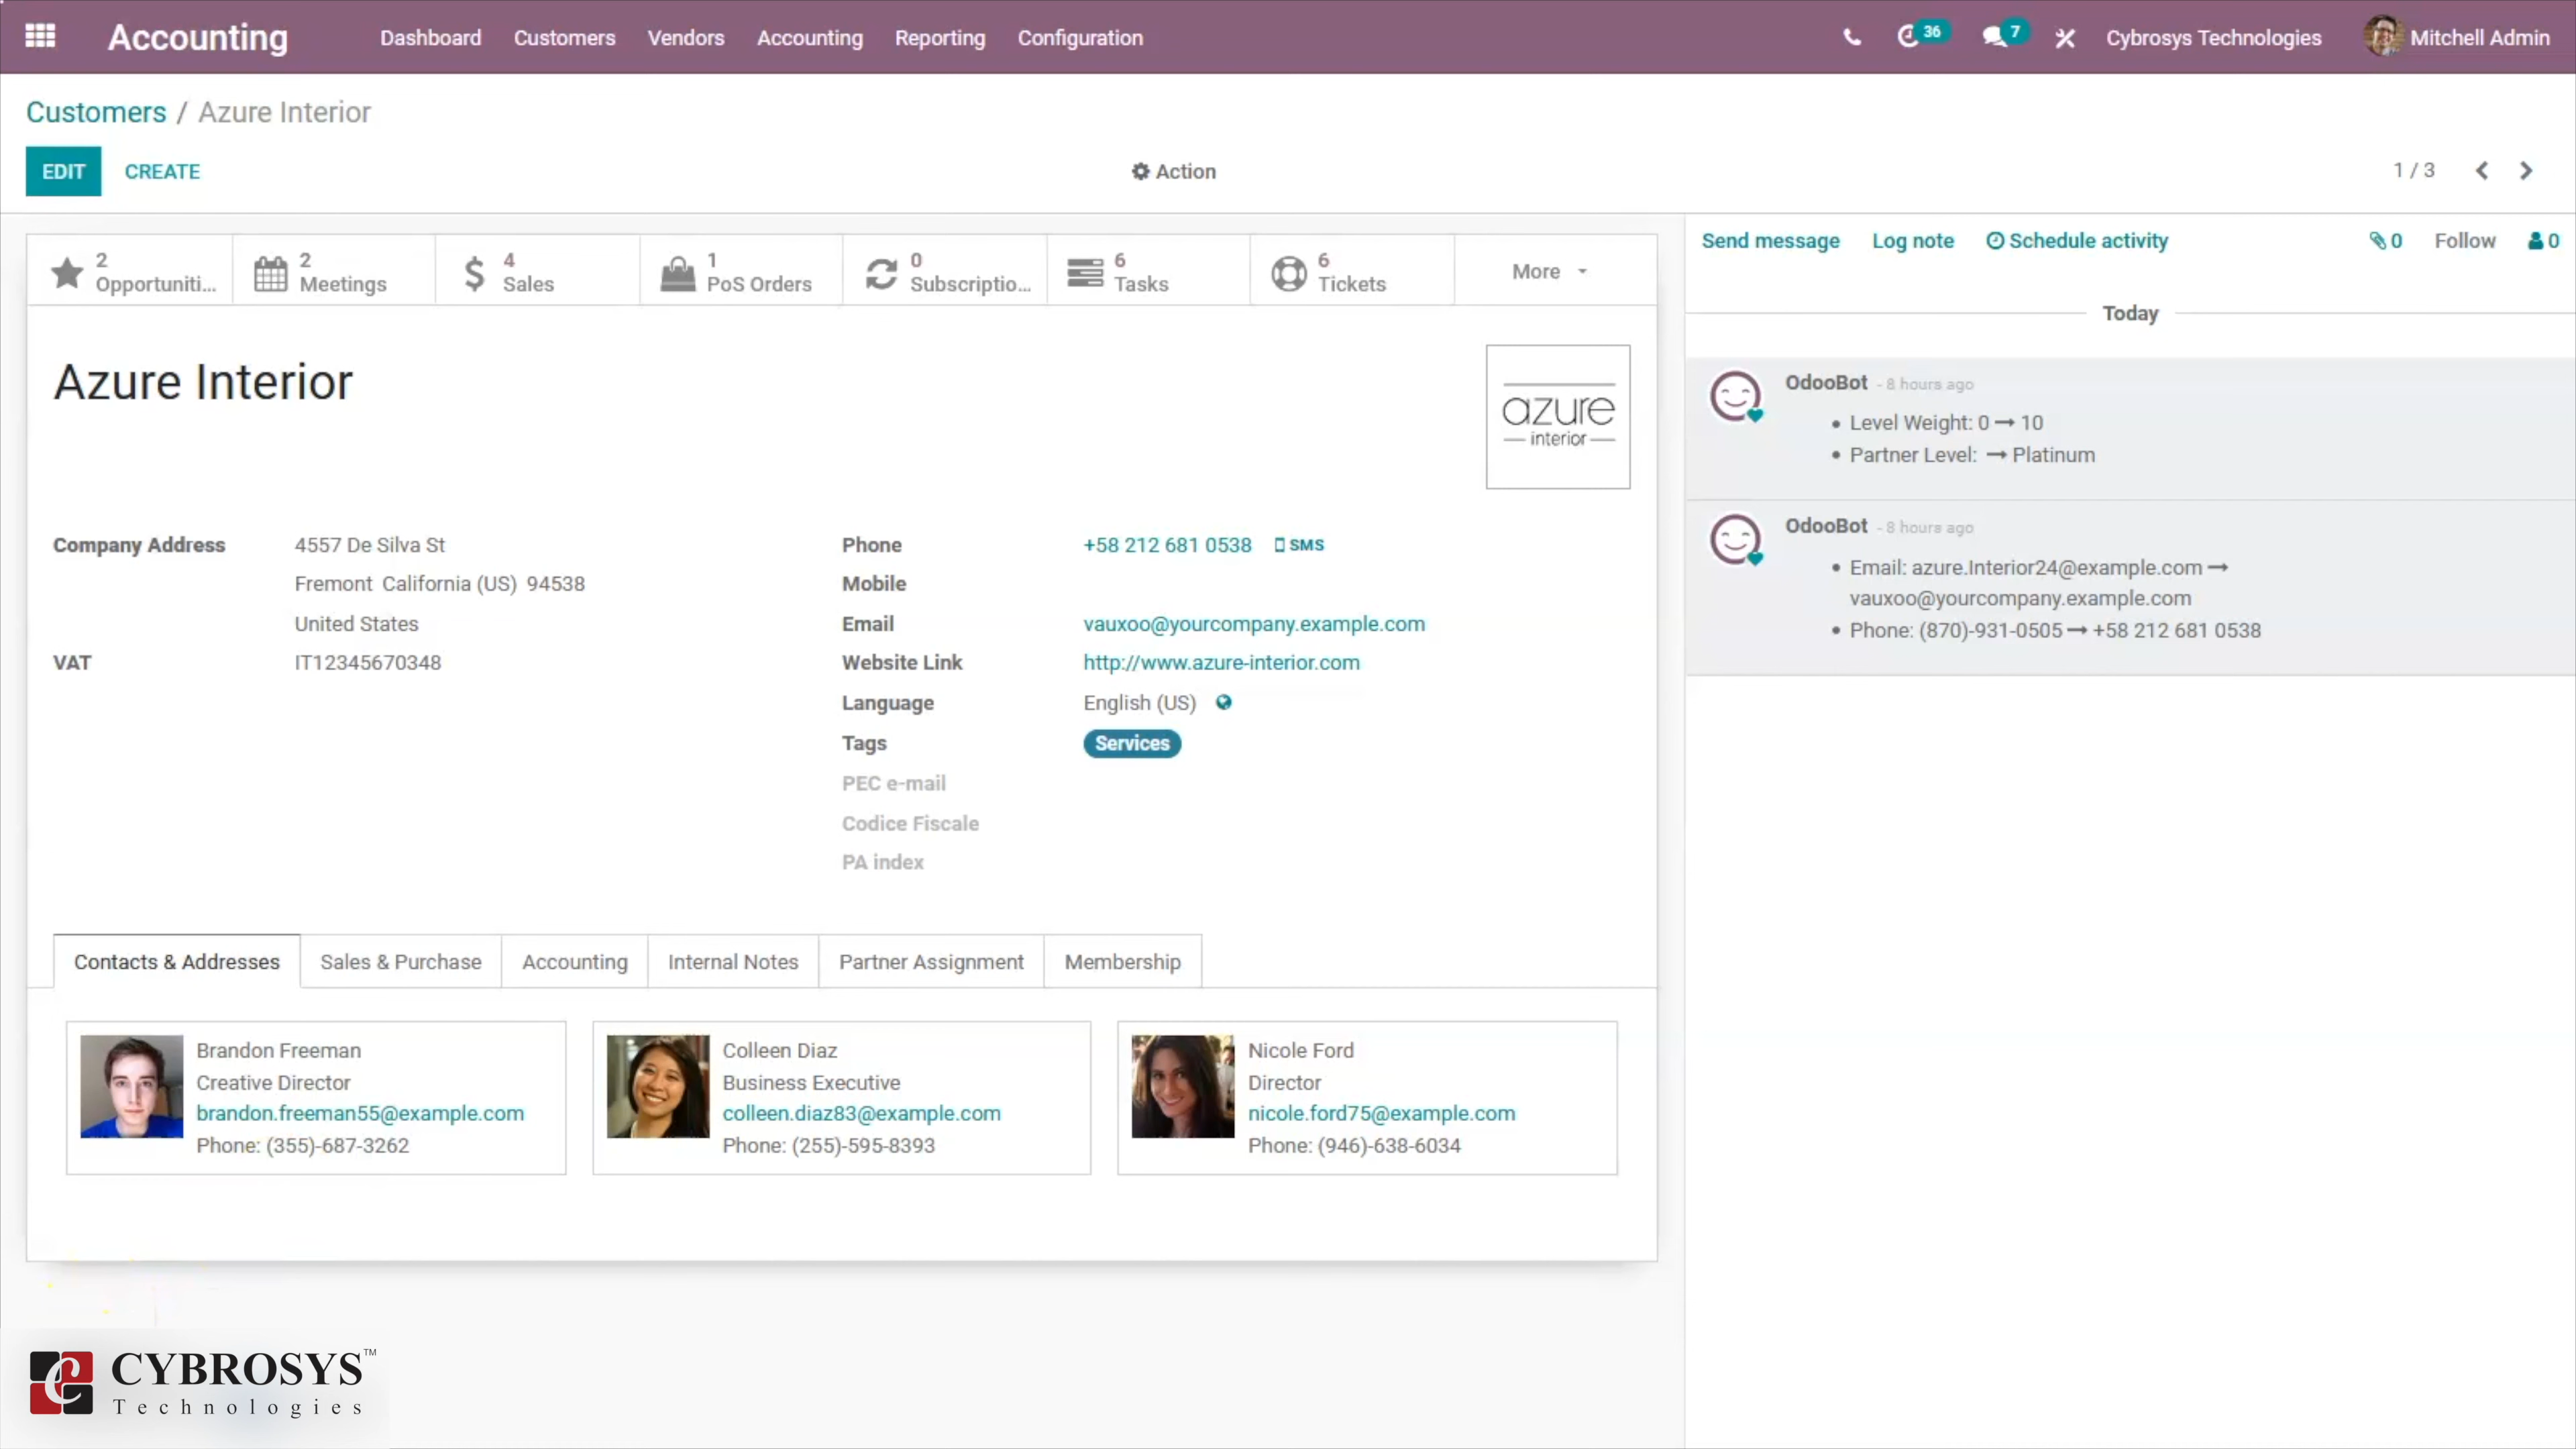 Accounting Dashboard Customers Vendors Accounting Reporting Configuration 36 7 Cybrosys Technologies Mitchell Admin
Customers / Azure Interior
EDIT CREATE Action 1 / 3
2 Opportuniti...
2 Meetings
4 Sales
1 PoS Orders
0 Subscriptio...
6 Tasks
6 Tickets
More
Azure Interior
azure
interior
Company Address 4557 De Silva St
Fremont California (US) 94538
United States
VAT IT12345670348
Phone +58 212 681 0538 SMS
Mobile
Email vauxoo@yourcompany.example.com
Website Link http://www.azure-interior.com
Language English (US)
Tags Services
PEC e-mail
Codice Fiscale
PA index
Contacts & Addresses Sales & Purchase Accounting Internal Notes Partner Assignment Membership
Brandon Freeman
Creative Director
brandon.freeman55@example.com
Phone: (355)-687-3262
Colleen Diaz
Business Executive
colleen.diaz83@example.com
Phone: (255)-595-8393
Nicole Ford
Director
nicole.ford75@example.com
Phone: (946)-638-6034
Send message Log note Schedule activity 0 Follow 0
Today
OdooBot - 8 hours ago
• Level Weight: 0 → 10
• Partner Level: → Platinum
OdooBot - 8 hours ago
• Email: azure.Interior24@example.com →
vauxoo@yourcompany.example.com
• Phone: (870)-931-0505 → +58 212 681 0538
CYBROSYS™
Technologies